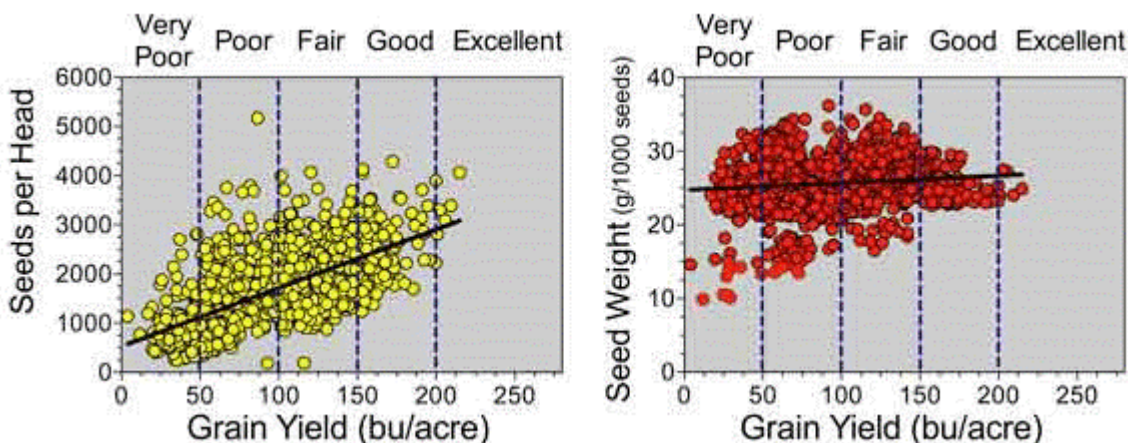 Very
Poor Poor Fair Good Excellent
6000
5000
4000
3000
2000
1000
0
Seeds per Head
0 50 100 150 200 250
Grain Yield (bu/acre)
Very
Poor Poor Fair Good Excellent
40
30
20
10
0
Seed Weight (g/1000 seeds)
0 50 100 150 200 250
Grain Yield (bu/acre)